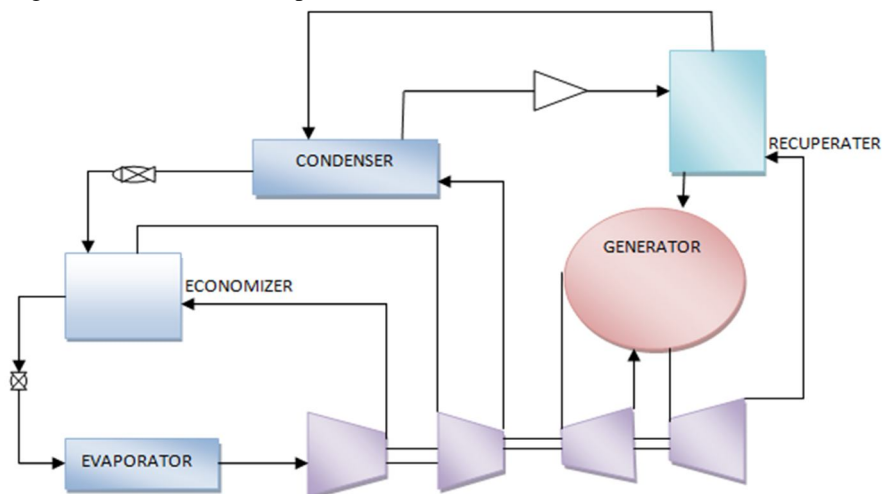 CONDENSER
RECUPERATER
GENERATOR
ECONOMIZER
EVAPORATOR